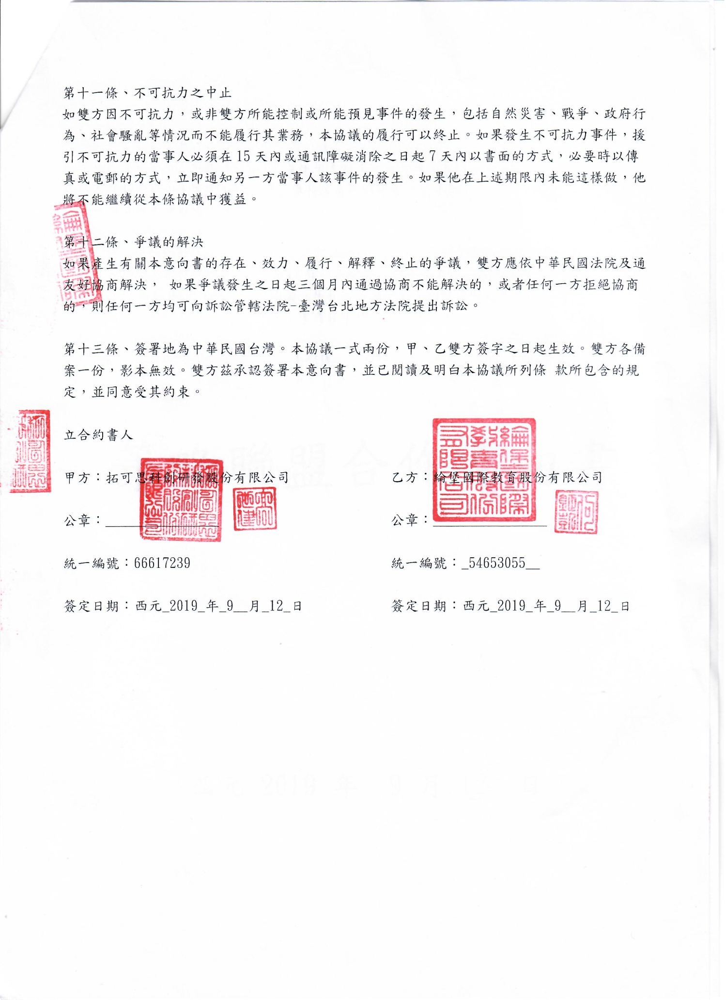 第十一條、不可抗力之中止
如雙方因不可抗力，或非雙方所能控制或所能預見事件的發生，包括自然災害、戰爭、政府行
為、社會騷亂等情況而不能履行其業務，本協議的履行可以終止。如果發生不可抗力事件，援
引不可抗力的當事人必須在 15 天內或通訊障礙消除之日起 7 天內以書面的方式，必要時以傳
真或電郵的方式，立即通知另一方當事人該事件的發生。如果他在上述期限內未能這樣做，他
將不能繼續從本條協議中獲益。
第十二條、爭議的解決
如果產生有關本意向書的存在、效力、履行、解釋、終止的爭議，雙方應依中華民國法院及通
友好協商解決， 如果爭議發生之日起三個月內通過協商不能解決的，或者任何一方拒絕協商
的，則任何一方均可向訴訟管轄法院-臺灣台北地方法院提出訴訟。
第十三條、簽署地為中華民國台灣。本協議一式兩份，甲、乙雙方簽字之日起生效。雙方各備
案一份，影本無效。雙方茲承認簽署本意向書，並已閱讀及明白本協議所列條 款所包含的規
定，並同意受其約束。
立合約書人
甲方：拓可思科創研發股份有限公司 乙方：綸堡國際教育股份有限公司
公章：________________ 公章：________________
統一編號：66617239 統一編號：_54653055__
簽定日期：西元_2019_年_9__月_12_日 簽定日期：西元_2019_年_9__月_12_日
綸堡國際教育股份有限公司